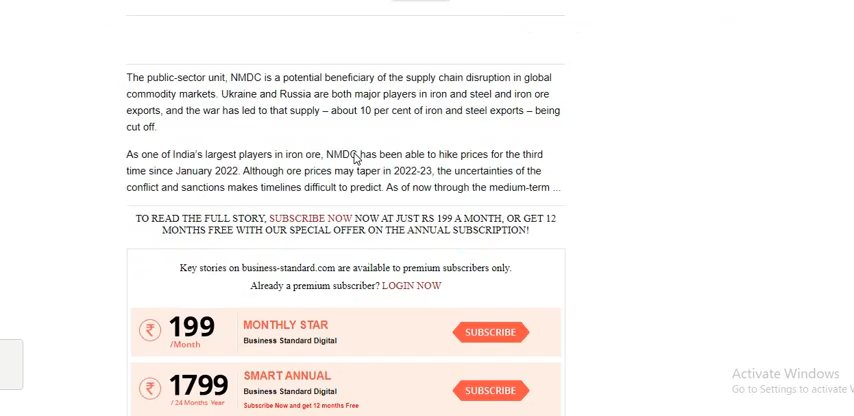 The public-sector unit, NMDC is a potential beneficiary of the supply chain disruption in global
commodity markets. Ukraine and Russia are both major players in iron and steel and iron ore
exports, and the war has led to that supply – about 10 per cent of iron and steel exports – being
cut off.
As one of India's largest players in iron ore, NMDC has been able to hike prices for the third
time since January 2022. Although ore prices may taper in 2022-23, the uncertainties of the
conflict and sanctions makes timelines difficult to predict. As of now through the medium-term ...
TO READ THE FULL STORY, SUBSCRIBE NOW NOW AT JUST RS 199 A MONTH, OR GET 12
MONTHS FREE WITH OUR SPECIAL OFFER ON THE ANNUAL SUBSCRIPTION!
Key stories on business-standard.com are available to premium subscribers only.
Already a premium subscriber? LOGIN NOW
₹ 199 /Month
MONTHLY STAR
Business Standard Digital
SUBSCRIBE
₹ 1799 / 24 Months Year
SMART ANNUAL
Business Standard Digital
Subscribe Now and get 12 months Free
SUBSCRIBE
Activate Windows
Go to Settings to activate